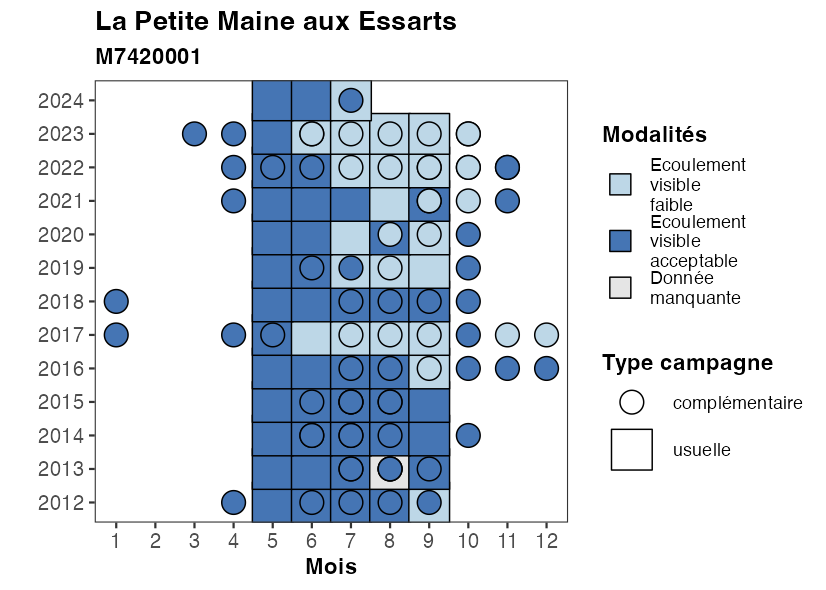 La Petite Maine aux Essarts
M7420001
2024
2023
2022
2021
2020
2019
2018
2017
2016
2015
2014
2013
2012
1 2 3 4 5 6 7 8 9 10 11 12
Mois
Modalités
Ecoulement
visible
faible
Ecoulement
visible
acceptable
Donnée
manquante
Type campagne
complémentaire
usuelle